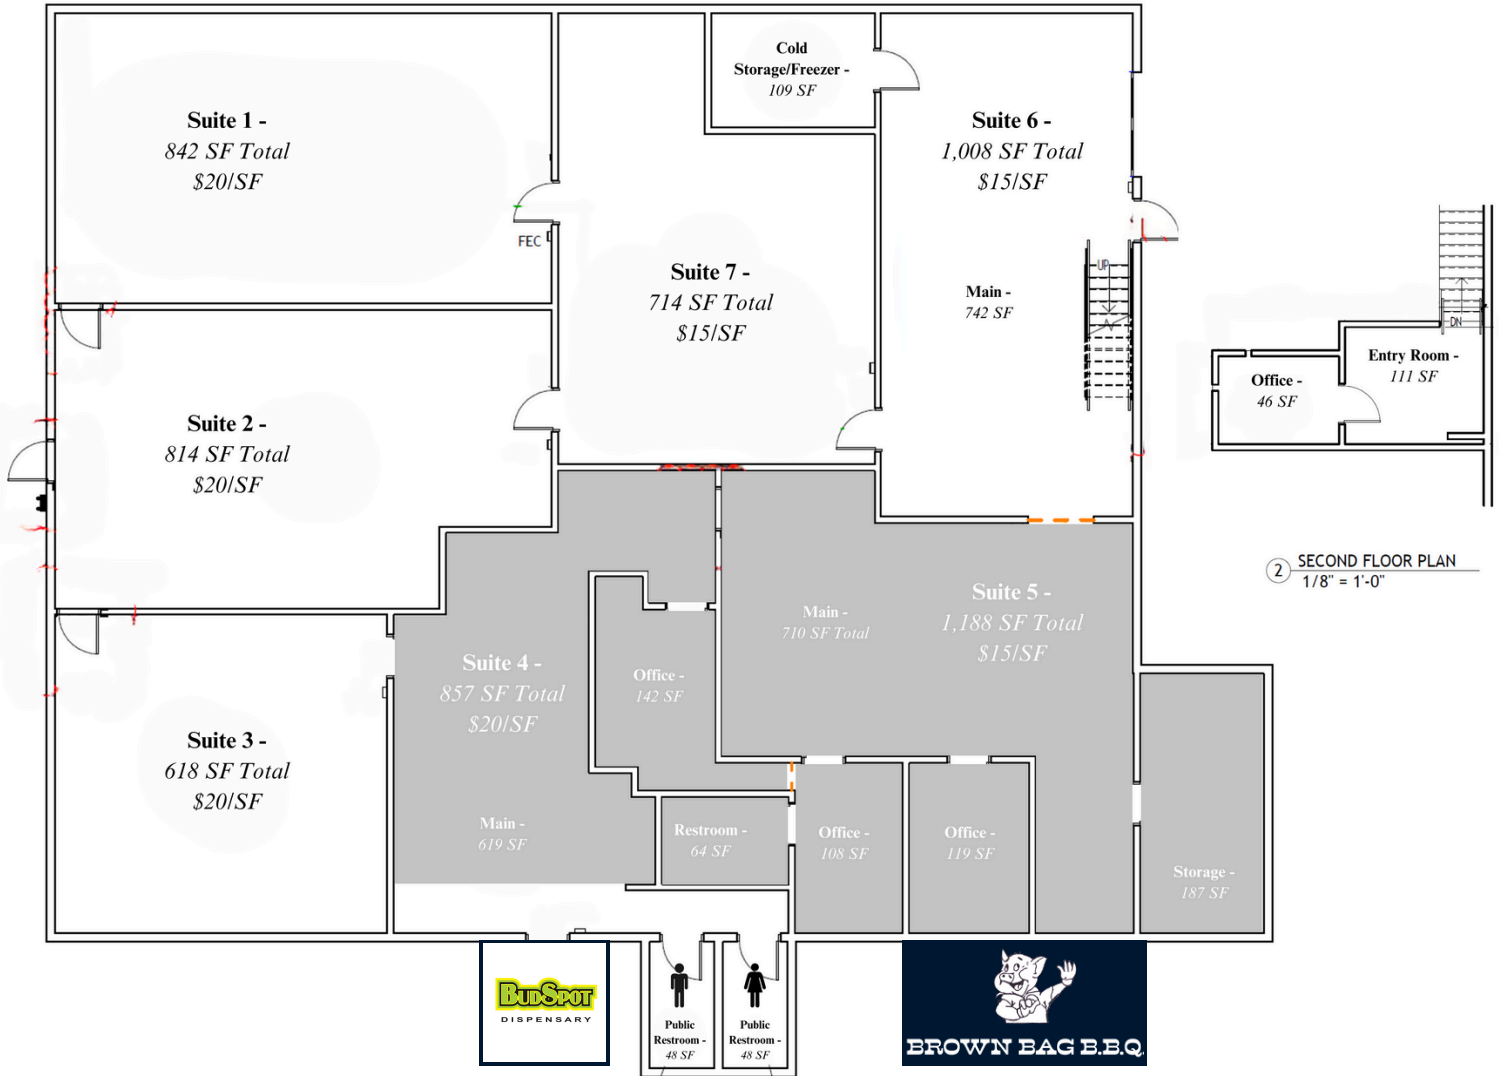 Suite 1 -
842 SF Total
$20/SF
FEC
Cold
Storage/Freezer -
109 SF
Suite 6 -
1,008 SF Total
$15/SF
Main -
742 SF
UP
Suite 7 -
714 SF Total
$15/SF
Suite 2 -
814 SF Total
$20/SF
DN
Entry Room -
111 SF
Office -
46 SF
2
SECOND FLOOR PLAN
1/8" = 1'-0"
Suite 5 -
1,188 SF Total
$15/SF
Main -
710 SF Total
Suite 4 -
857 SF Total
$20/SF
Office -
142 SF
Suite 3 -
618 SF Total
$20/SF
Main -
619 SF
Restroom -
64 SF
Office -
108 SF
Office -
119 SF
Storage -
187 SF
BUDSPOT
DISPENSARY
Public
Restroom -
48 SF
Public
Restroom -
48 SF
BROWN BAG B.B.Q.